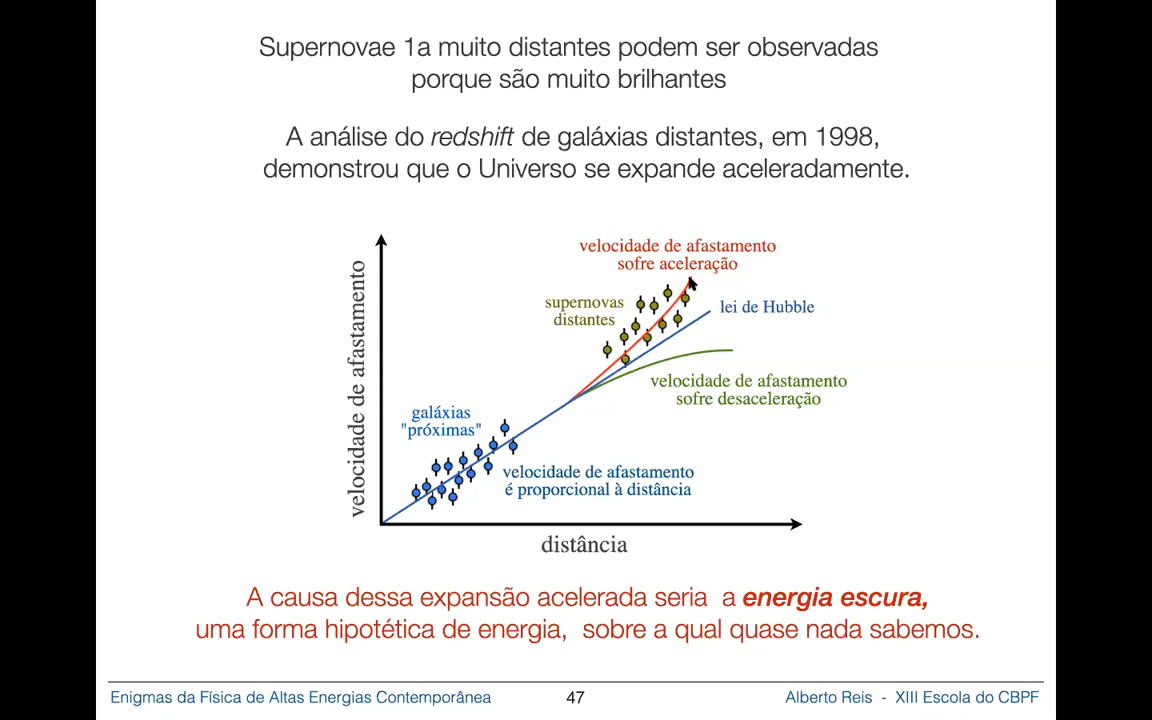 Supernovae 1a muito distantes podem ser observadas
porque são muito brilhantes
A análise do redshift de galáxias distantes, em 1998,
demonstrou que o Universo se expande aceleradamente.
velocidade de afastamento
sofre aceleração
supernovas
distantes
lei de Hubble
velocidade de afastamento
sofre desaceleração
galáxias
"próximas"
velocidade de afastamento
é proporcional à distância
velocidade de afastamento
distância
A causa dessa expansão acelerada seria a energia escura,
uma forma hipotética de energia, sobre a qual quase nada sabemos.
Enigmas da Física de Altas Energias Contemporânea
47
Alberto Reis - XIII Escola do CBPF